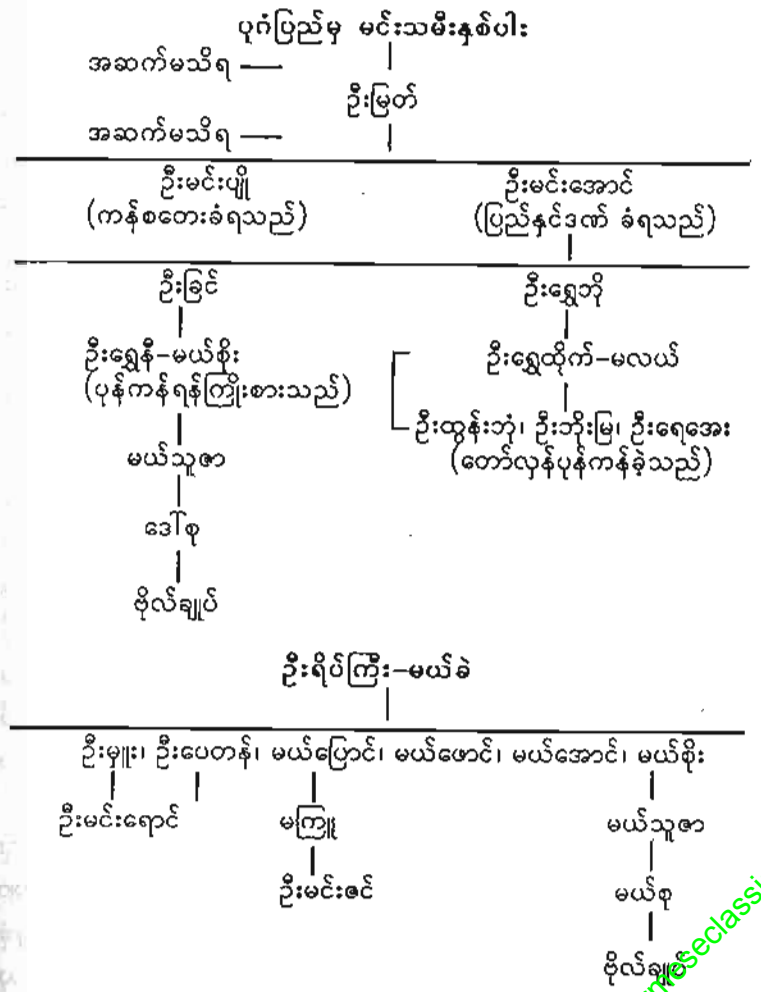 ပုဂံပြည်မှ မင်းသမီးနှစ်ပါး
အဆက်မသိရ
ဦးမြတ်
အဆက်မသိရ
ဦးမင်းပျို ဦးမင်းအောင်
(ကန်စတေးခံရသည်) (ပြည်နှင်ဒဏ် ခံရသည်)
ဦးခြင် ဦးရွှေဘို
ဦးရွှေနီ–မယ်စိုး ဦးရွှေထိုက်–မလယ်
(ပုန်ကန်ရန်ကြိုးစားသည်)
ဦးထွန်းဘုံ၊ ဦးဘိုးမြ၊ ဦးရေအေး
မယ်သူဇာ (တော်လှန်ပုန်ကန်ခဲ့သည်)
ဒေါ်စု
ဗိုလ်ချုပ်
ဦးရိပ်ကြီး–မယ်ခဲ
ဦးမှူး၊ ဦးပေတန်၊ မယ်ပြောင်၊ မယ်ဖောင်၊ မယ်အောင်၊ မယ်စိုး
ဦးမင်းရောင် မကြူ မယ်သူဇာ
ဦးမင်းဇင် မယ်စု
ဗိုလ်ချုပ်